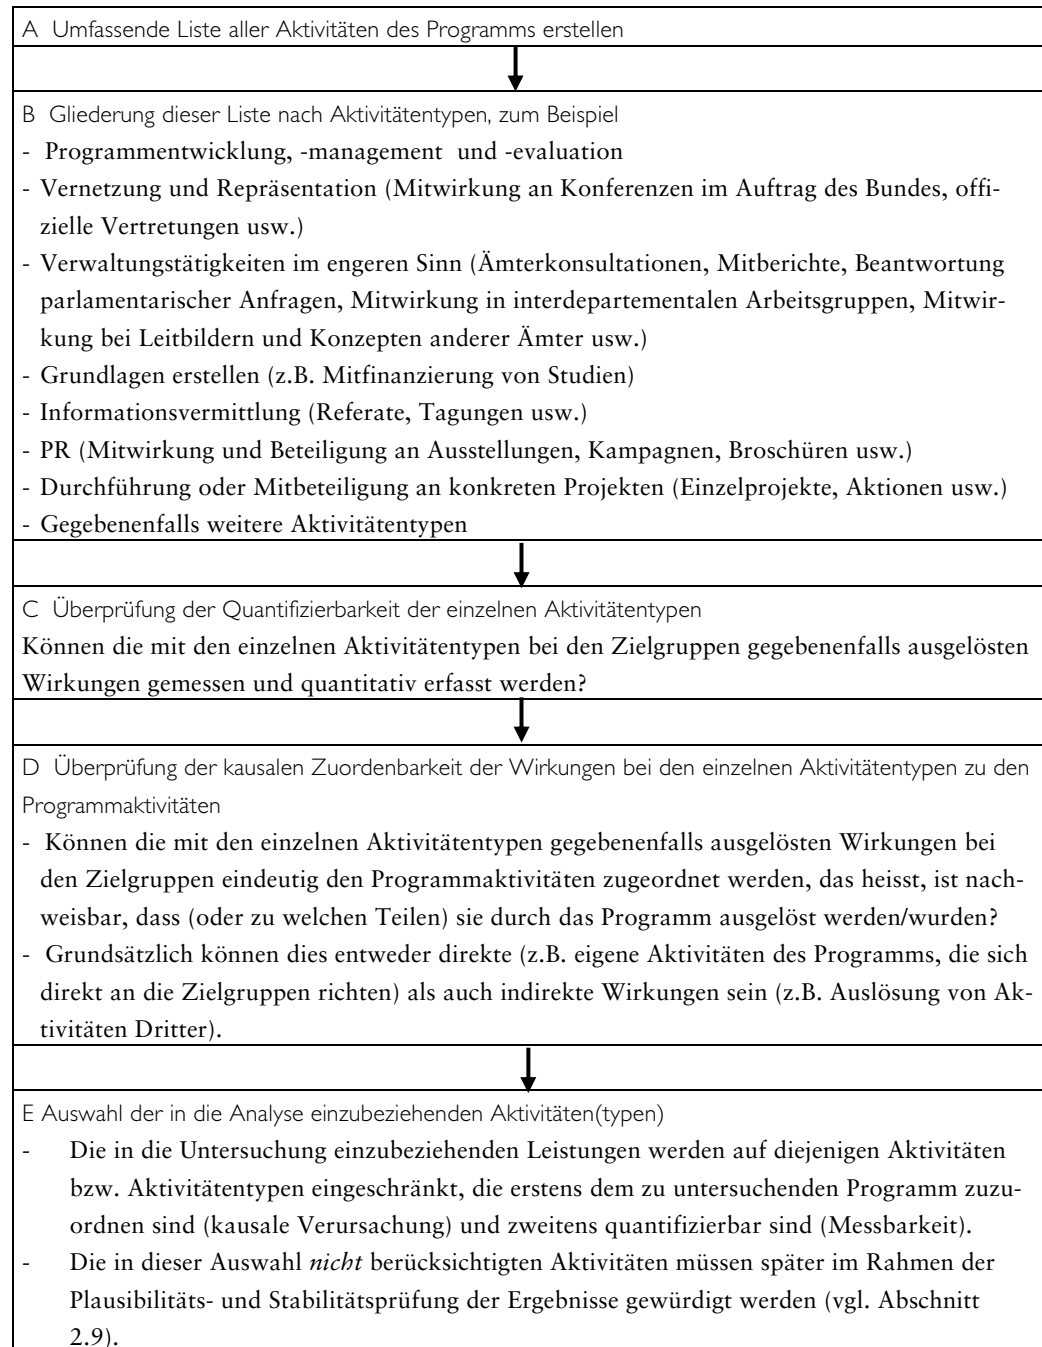 A Umfassende Liste aller Aktivitäten des Programms erstellen
B Gliederung dieser Liste nach Aktivitätentypen, zum Beispiel
- Programmentwicklung, -management und -evaluation
- Vernetzung und Repräsentation (Mitwirkung an Konferenzen im Auftrag des Bundes, offi-
zielle Vertretungen usw.)
- Verwaltungstätigkeiten im engeren Sinn (Ämterkonsultationen, Mitberichte, Beantwortung
parlamentarischer Anfragen, Mitwirkung in interdepartementalen Arbeitsgruppen, Mitwir-
kung bei Leitbildern und Konzepten anderer Ämter usw.)
- Grundlagen erstellen (z.B. Mitfinanzierung von Studien)
- Informationsvermittlung (Referate, Tagungen usw.)
- PR (Mitwirkung und Beteiligung an Ausstellungen, Kampagnen, Broschüren usw.)
- Durchführung oder Mitbeteiligung an konkreten Projekten (Einzelprojekte, Aktionen usw.)
- Gegebenenfalls weitere Aktivitätentypen
C Überprüfung der Quantifizierbarkeit der einzelnen Aktivitätentypen
Können die mit den einzelnen Aktivitätentypen bei den Zielgruppen gegebenenfalls ausgelösten
Wirkungen gemessen und quantitativ erfasst werden?
D Überprüfung der kausalen Zuordenbarkeit der Wirkungen bei den einzelnen Aktivitätentypen zu den
Programmaktivitäten
- Können die mit den einzelnen Aktivitätentypen gegebenenfalls ausgelösten Wirkungen bei
den Zielgruppen eindeutig den Programmaktivitäten zugeordnet werden, das heisst, ist nach-
weisbar, dass (oder zu welchen Teilen) sie durch das Programm ausgelöst werden/wurden?
- Grundsätzlich können dies entweder direkte (z.B. eigene Aktivitäten des Programms, die sich
direkt an die Zielgruppen richten) als auch indirekte Wirkungen sein (z.B. Auslösung von Ak-
tivitäten Dritter).
E Auswahl der in die Analyse einzubeziehenden Aktivitäten(typen)
- Die in die Untersuchung einzubeziehenden Leistungen werden auf diejenigen Aktivitäten
bzw. Aktivitätentypen eingeschränkt, die erstens dem zu untersuchenden Programm zuzu-
ordnen sind (kausale Verursachung) und zweitens quantifizierbar sind (Messbarkeit).
- Die in dieser Auswahl nicht berücksichtigten Aktivitäten müssen später im Rahmen der
Plausibilitäts- und Stabilitätsprüfung der Ergebnisse gewürdigt werden (vgl. Abschnitt
2.9).